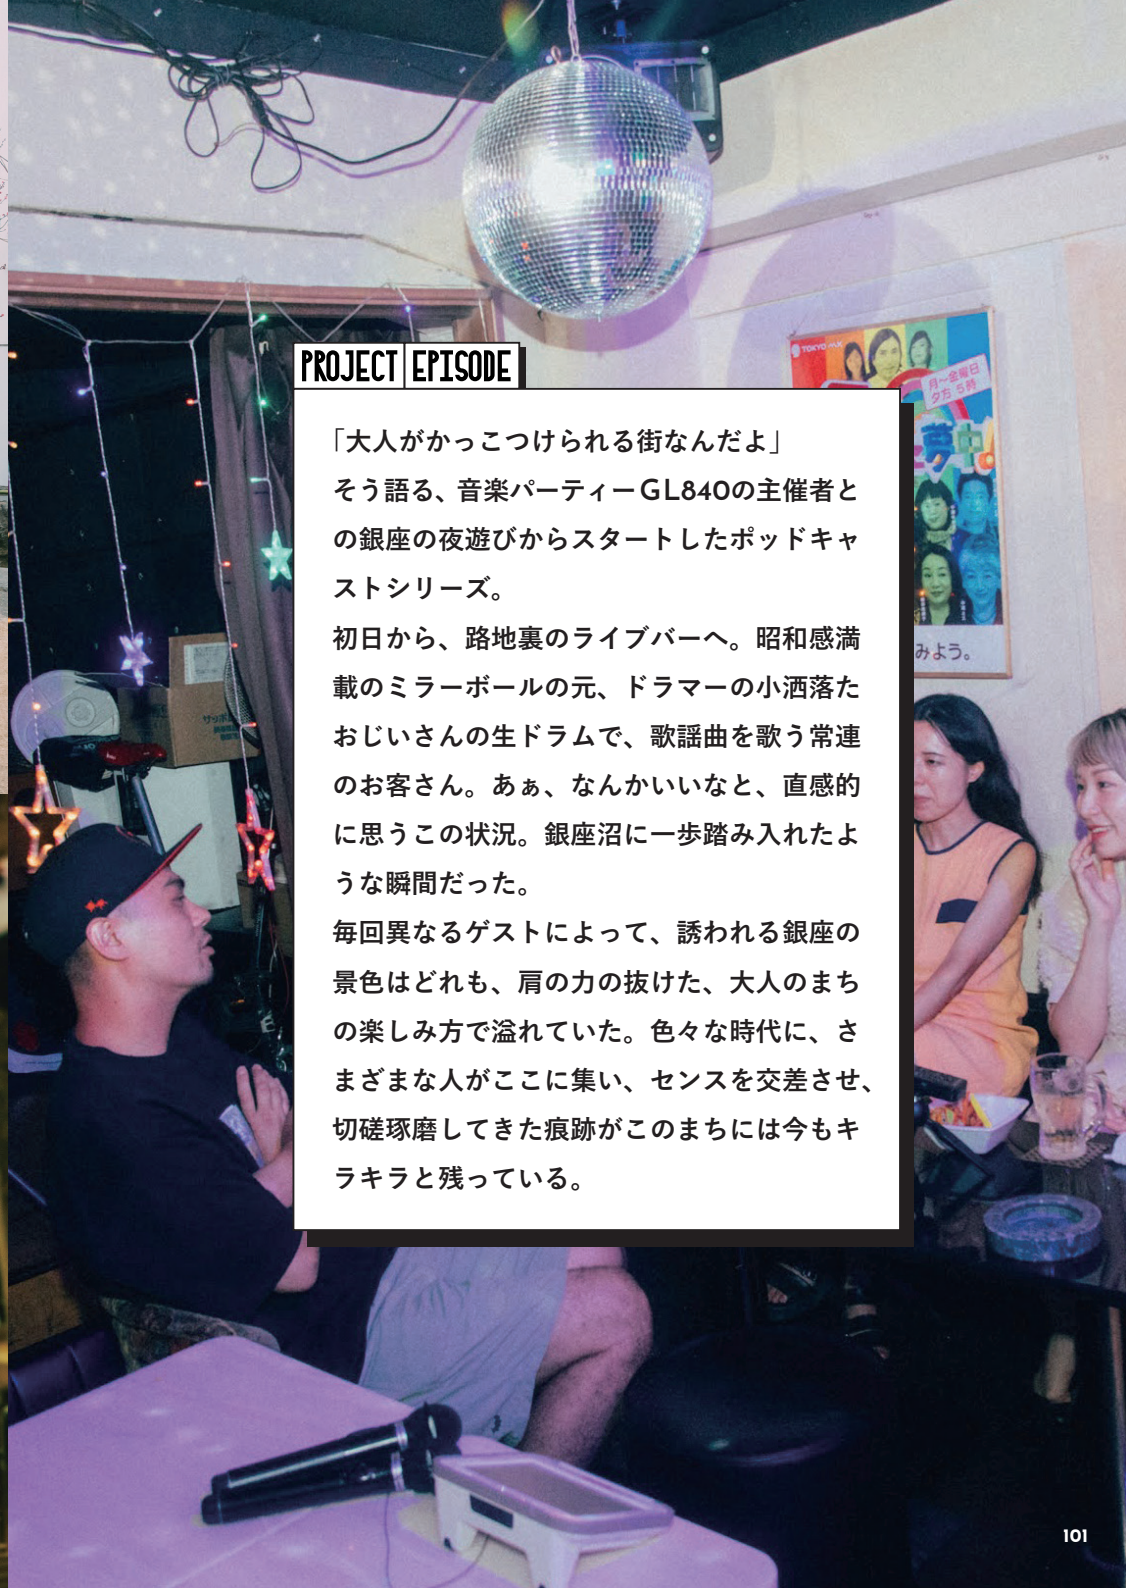 TOKYO MX
月〜金曜日
夕方5時
夢中
みよう。
PROJECT EPISODE
「大人がかっこつけられる街なんだよ」
そう語る、音楽パーティーGL840の主催者と
の銀座の夜遊びからスタートしたポッドキャ
ストシリーズ。
初日から、路地裏のライブバーへ。昭和感満
載のミラーボールの元、ドラマーの小洒落た
おじいさんの生ドラムで、歌謡曲を歌う常連
のお客さん。あぁ、なんかいいなと、直感的
に思うこの状況。銀座沼に一歩踏み入れたよ
うな瞬間だった。
毎回異なるゲストによって、誘われる銀座の
景色はどれも、肩の力の抜けた、大人のまち
の楽しみ方で溢れていた。色々な時代に、さ
まざまな人がここに集い、センスを交差させ、
切磋琢磨してきた痕跡がこのまちには今もキ
ラキラと残っている。
101